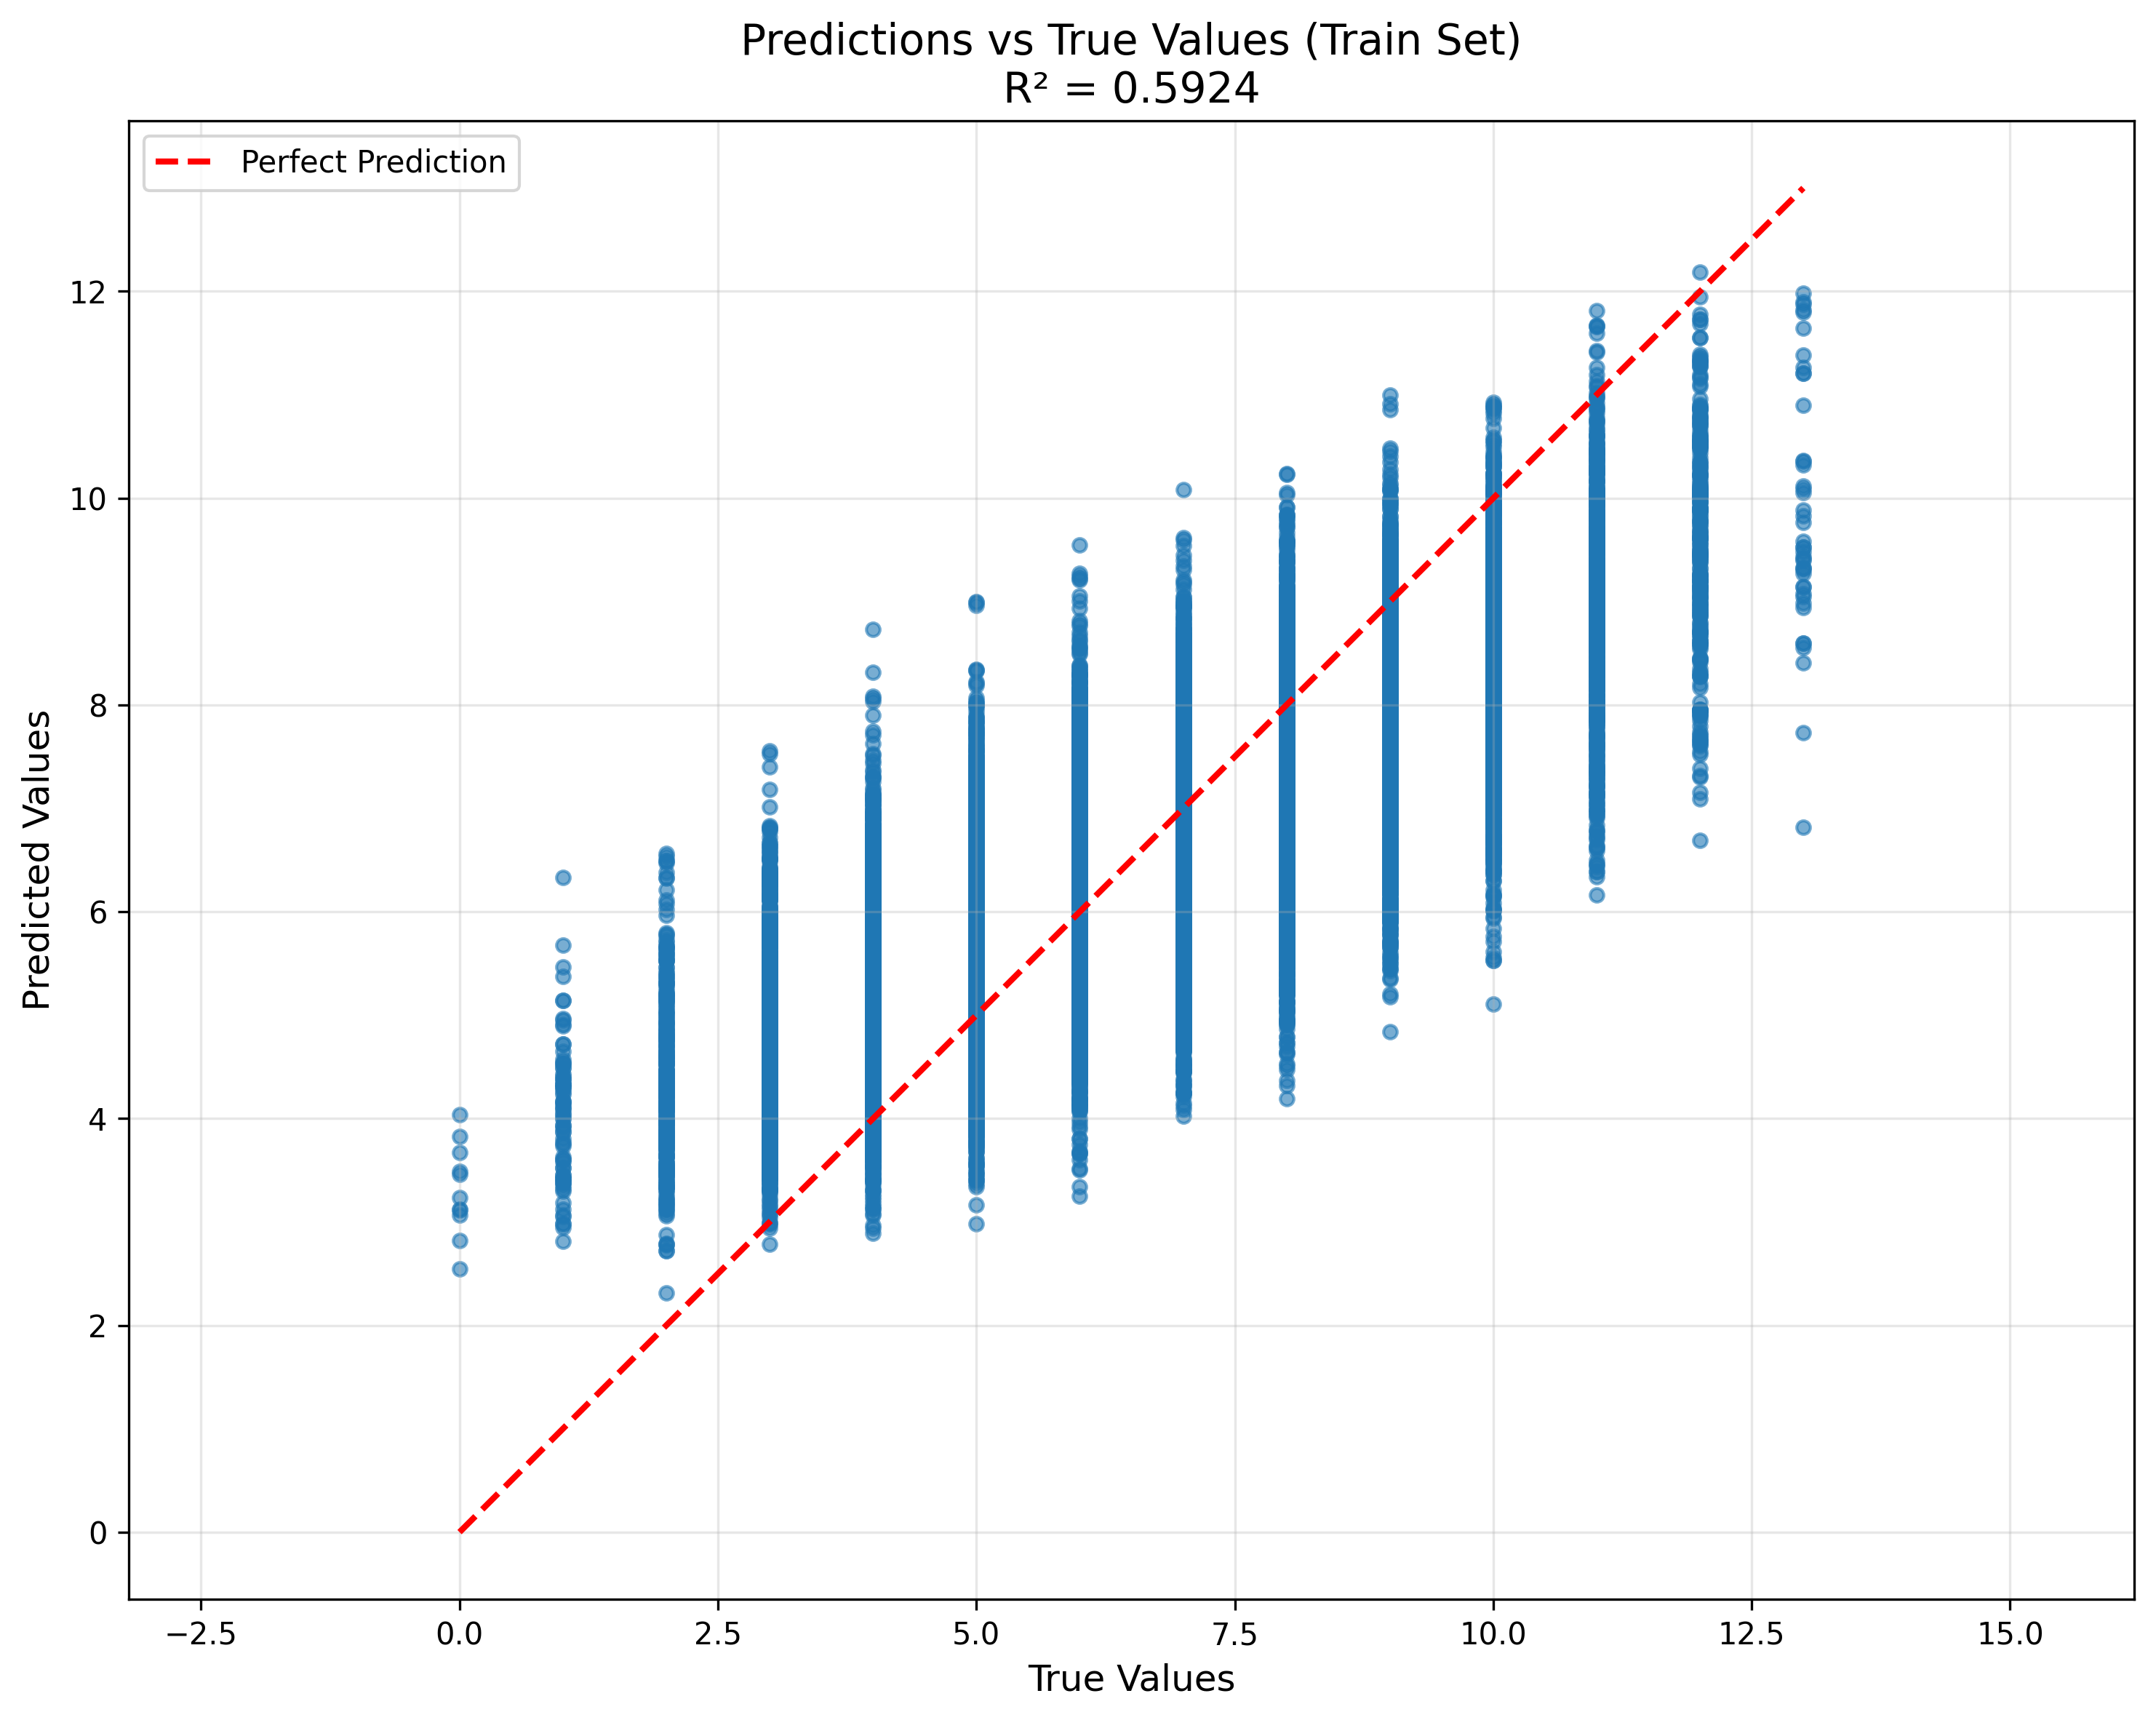 Predictions vs True Values (Train Set)
R² = 0.5924
Perfect Prediction
12
10
8
6
4
2
0
Predicted Values
−2.5 0.0 2.5 5.0 7.5 10.0 12.5 15.0
True Values